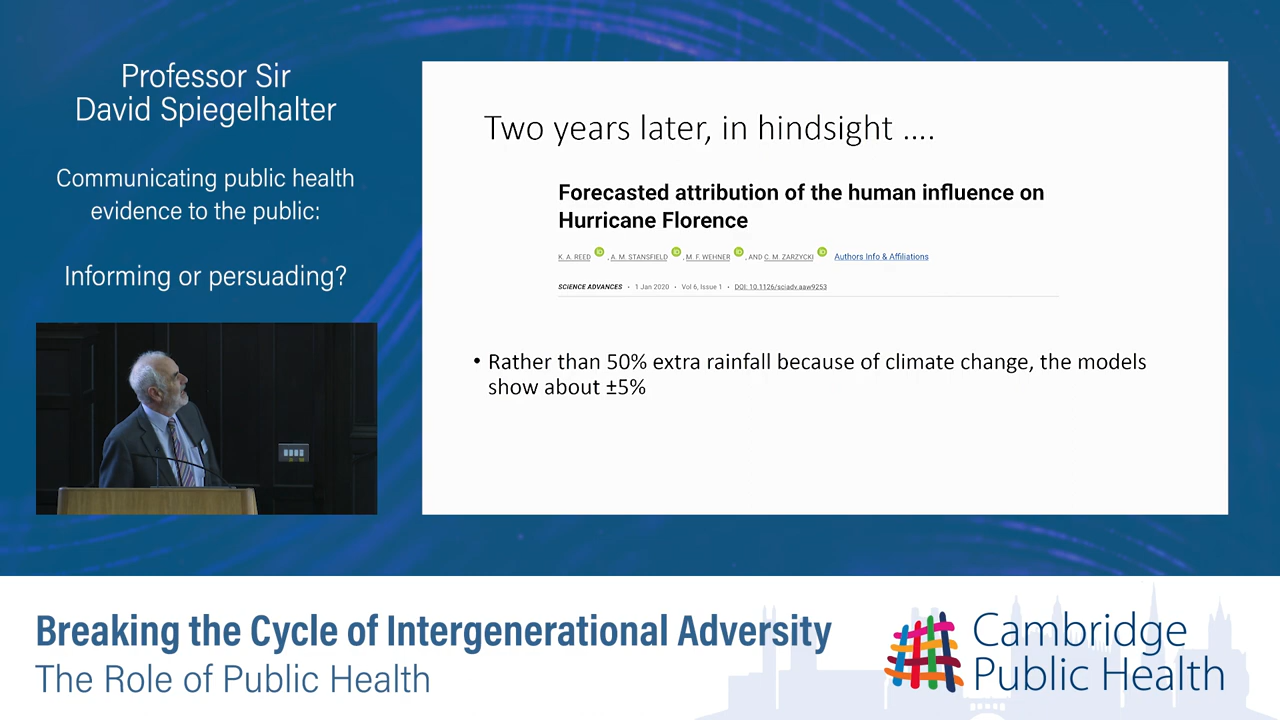 Professor Sir
David Spiegelhalter
Communicating public health
evidence to the public:
Informing or persuading?
Two years later, in hindsight ....
Forecasted attribution of the human influence on
Hurricane Florence
K. A. REED iD , A. M. STANSFIELD iD , M. F. WEHNER iD , AND C. M. ZARZYCKI iD Authors Info & Affiliations
SCIENCE ADVANCES • 1 Jan 2020 • Vol 6, Issue 1 • DOI: 10.1126/sciadv.aaw9253
• Rather than 50% extra rainfall because of climate change, the models
show about ±5%
Breaking the Cycle of Intergenerational Adversity
The Role of Public Health
Cambridge
Public Health